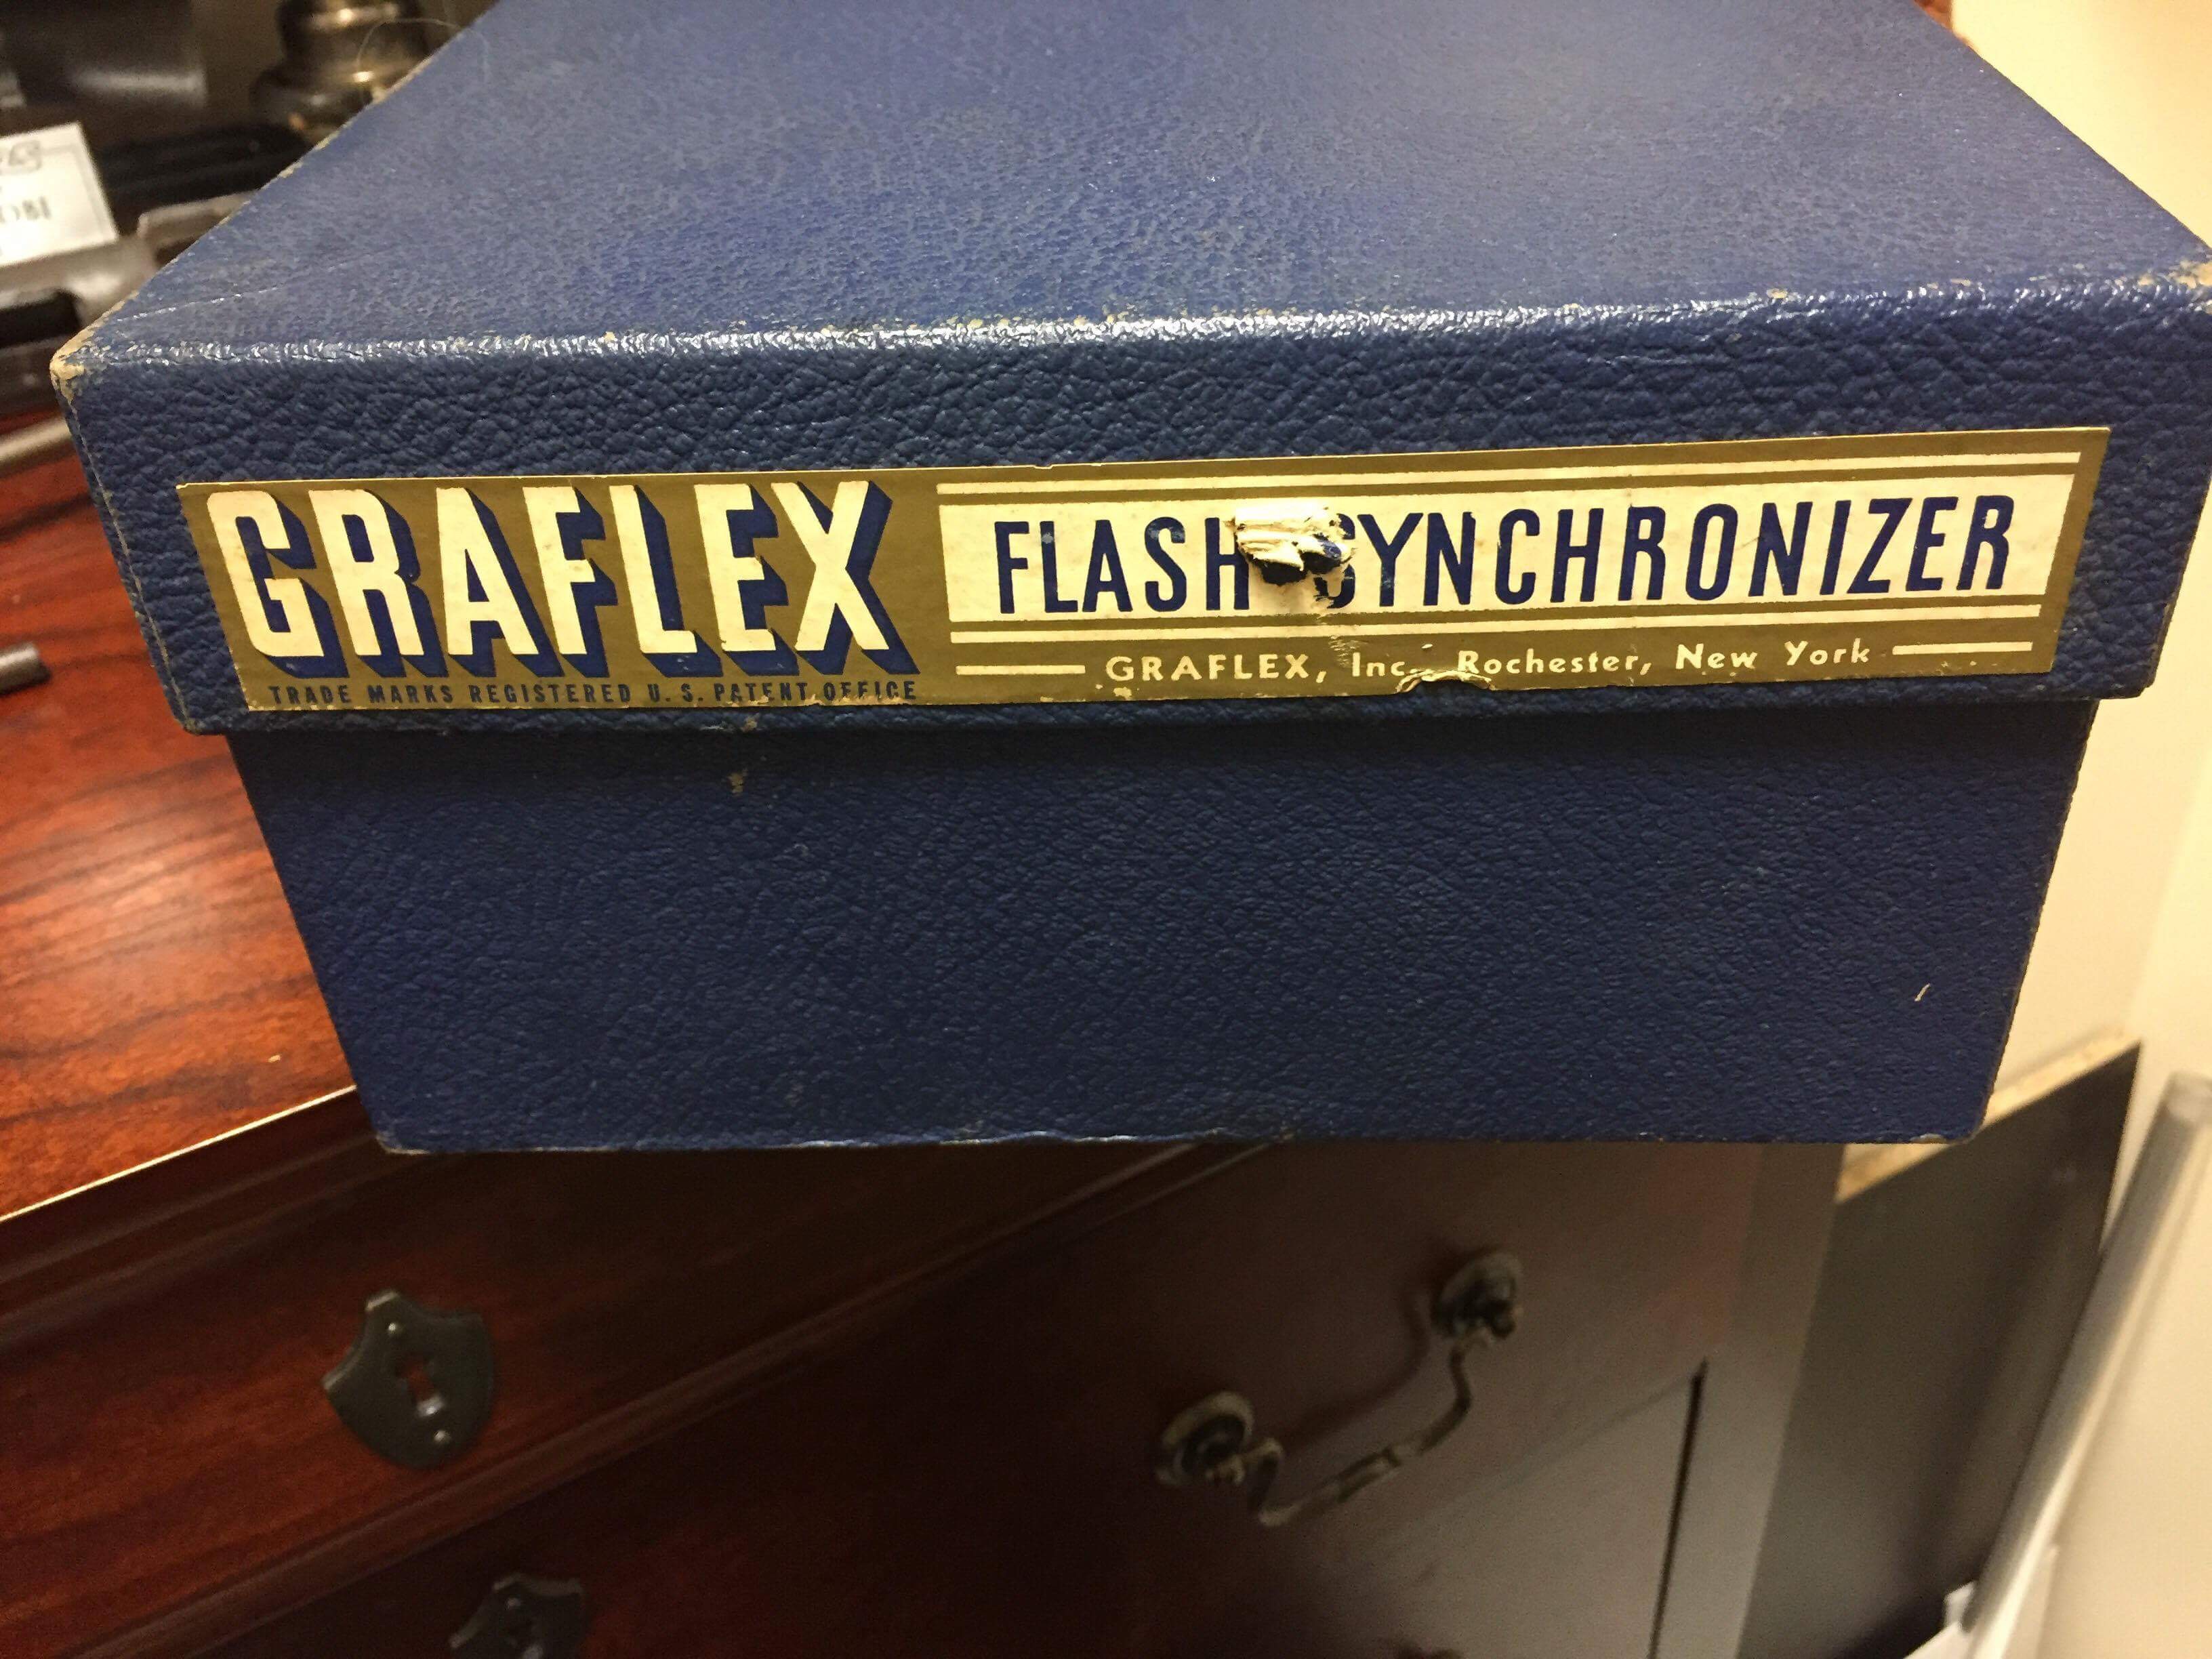 GRAFLEX
TRADE MARKS REGISTERED U. S. PATENT OFFICE
FLASH SYNCHRONIZER
GRAFLEX, Inc. Rochester, New York